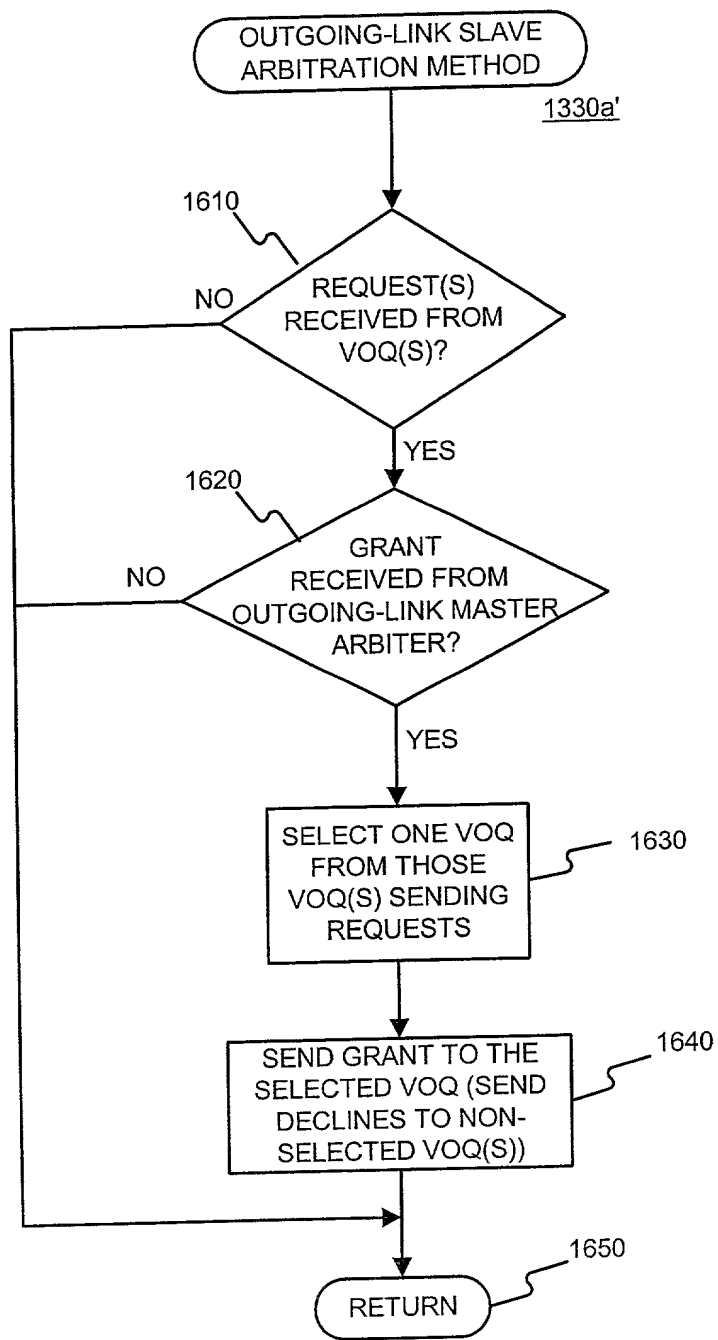 OUTGOING-LINK SLAVE
ARBITRATION METHOD
1330a'
1610
NO
REQUEST(S)
RECEIVED FROM
VOQ(S)?
YES
1620
NO
GRANT
RECEIVED FROM
OUTGOING-LINK MASTER
ARBITER?
YES
SELECT ONE VOQ
FROM THOSE
VOQ(S) SENDING
REQUESTS
1630
SEND GRANT TO THE
SELECTED VOQ (SEND
DECLINES TO NON-
SELECTED VOQ(S))
1640
RETURN
1650